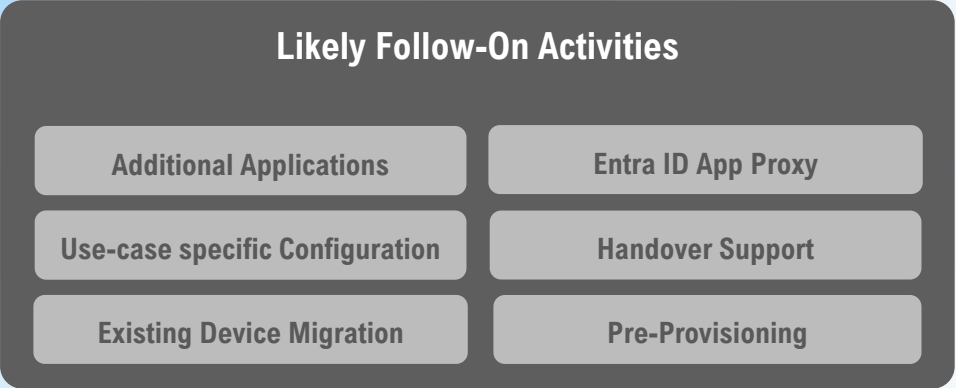 Likely Follow-On Activities
Additional Applications
Entra ID App Proxy
Use-case specific Configuration
Handover Support
Existing Device Migration
Pre-Provisioning